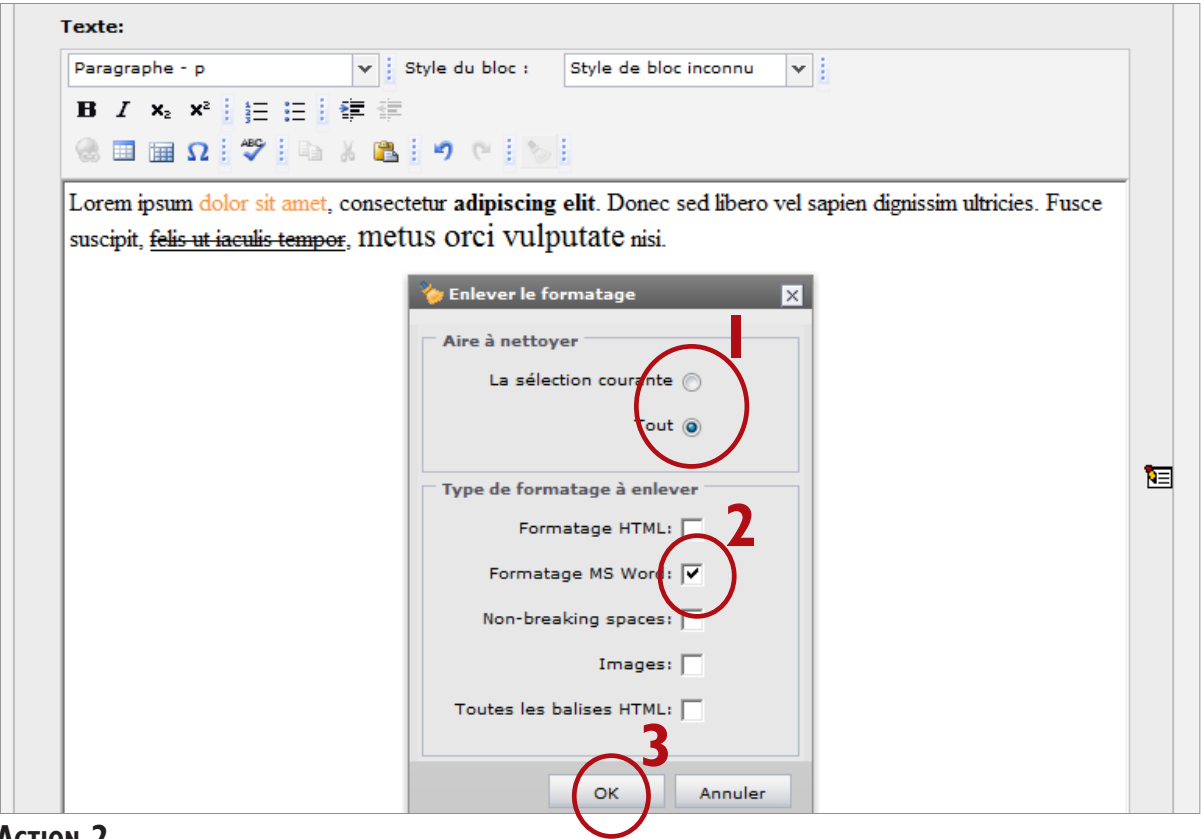 Texte:
Paragraphe - p Style du bloc : Style de bloc inconnu
B I x₂ x²
Ω ABC
Lorem ipsum dolor sit amet, consectetur adipiscing elit. Donec sed libero vel sapien dignissim ultricies. Fusce
suscipit, felis ut iaculis tempor, metus orci vulputate nisi.
Enlever le formatage
1
Aire à nettoyer
La sélection courante
Tout
Type de formatage à enlever
2
Formatage HTML:
Formatage MS Word:
Non-breaking spaces:
Images:
Toutes les balises HTML:
3
OK Annuler
ACTION 2